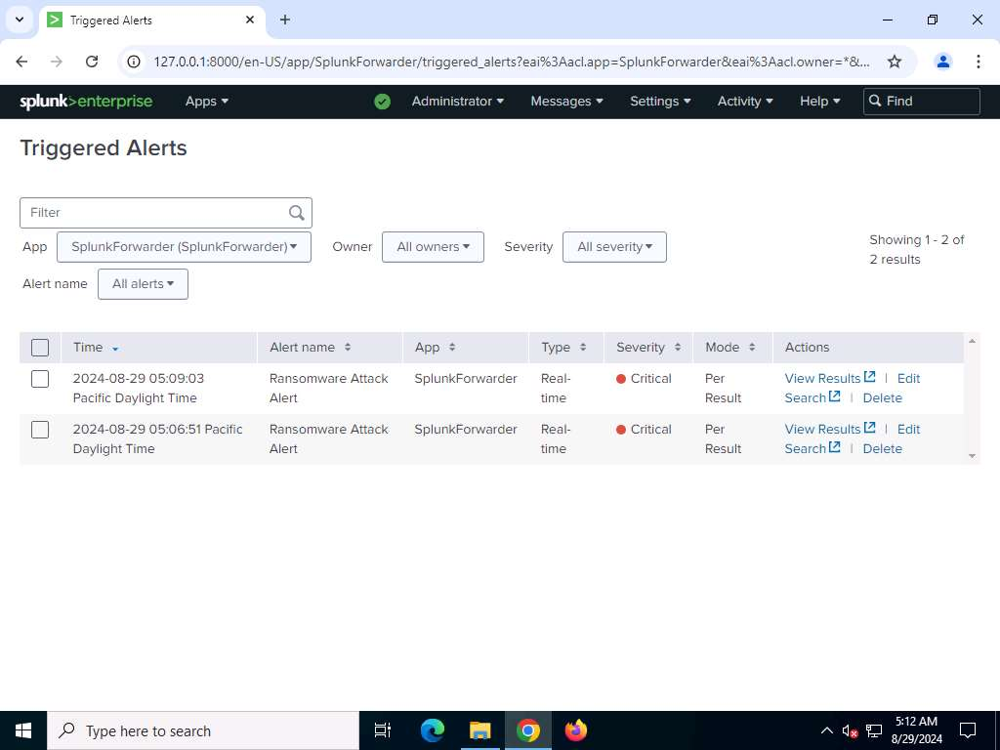 Triggered Alerts
127.0.0.1:8000/en-US/app/SplunkForwarder/triggered_alerts?eai%3Aacl.app=SplunkForwarder&eai%3Aacl.owner=*&...
splunk>enterprise Apps Administrator Messages Settings Activity Help Find
Triggered Alerts
Filter
App SplunkForwarder (SplunkForwarder) Owner All owners Severity All severity
Showing 1 - 2 of
2 results
Alert name All alerts
Time Alert name App Type Severity Mode Actions
2024-08-29 05:09:03 Ransomware Attack SplunkForwarder Real- Critical Per View Results | Edit
Pacific Daylight Time Alert time Result Search | Delete
2024-08-29 05:06:51 Pacific Ransomware Attack SplunkForwarder Real- Critical Per View Results | Edit
Daylight Time Alert time Result Search | Delete
Type here to search
5:12 AM
8/29/2024